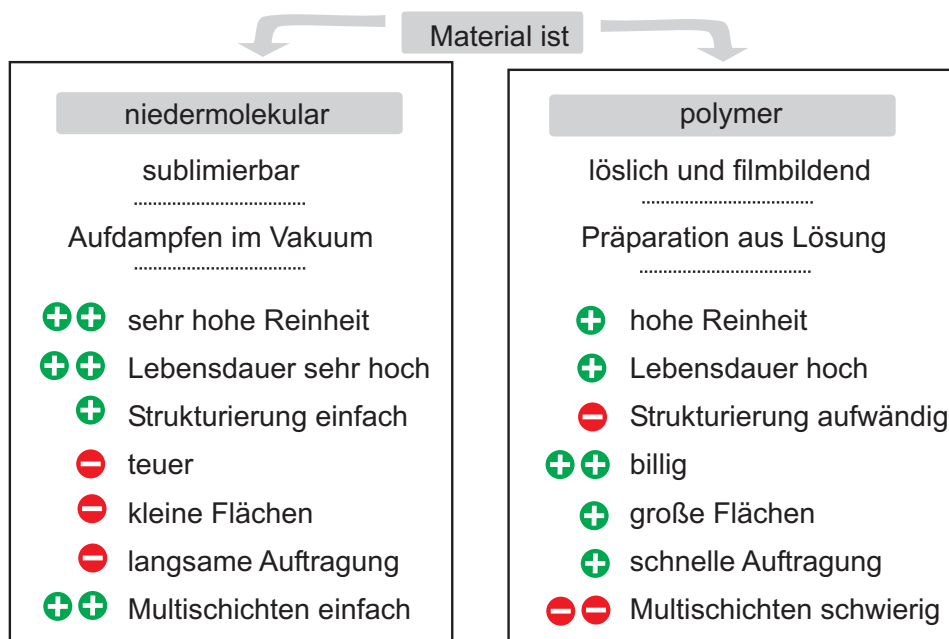 Material ist
niedermolekular
sublimierbar
Aufdampfen im Vakuum
sehr hohe Reinheit
Lebensdauer sehr hoch
Strukturierung einfach
teuer
kleine Flächen
langsame Auftragung
Multischichten einfach
polymer
löslich und filmbildend
Präparation aus Lösung
hohe Reinheit
Lebensdauer hoch
Strukturierung aufwändig
billig
große Flächen
schnelle Auftragung
Multischichten schwierig